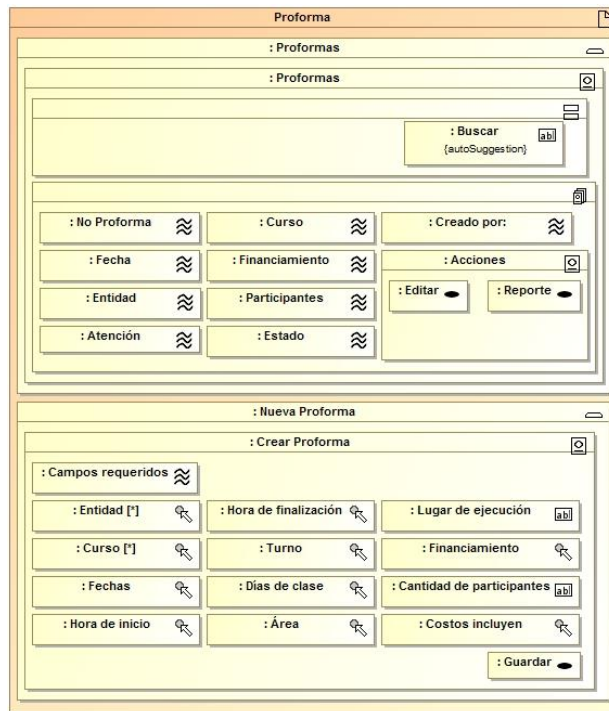 Proforma
: Proformas
: Proformas
: Buscar
{autoSuggestion}
: No Proforma
: Curso
: Creado por:
: Fecha
: Financiamiento
: Acciones
: Editar
: Reporte
: Entidad
: Participantes
: Atención
: Estado
: Nueva Proforma
: Crear Proforma
: Campos requeridos
: Entidad [*]
: Hora de finalización
: Lugar de ejecución
: Curso [*]
: Turno
: Financiamiento
: Fechas
: Días de clase
: Cantidad de participantes
: Hora de inicio
: Área
: Costos incluyen
: Guardar